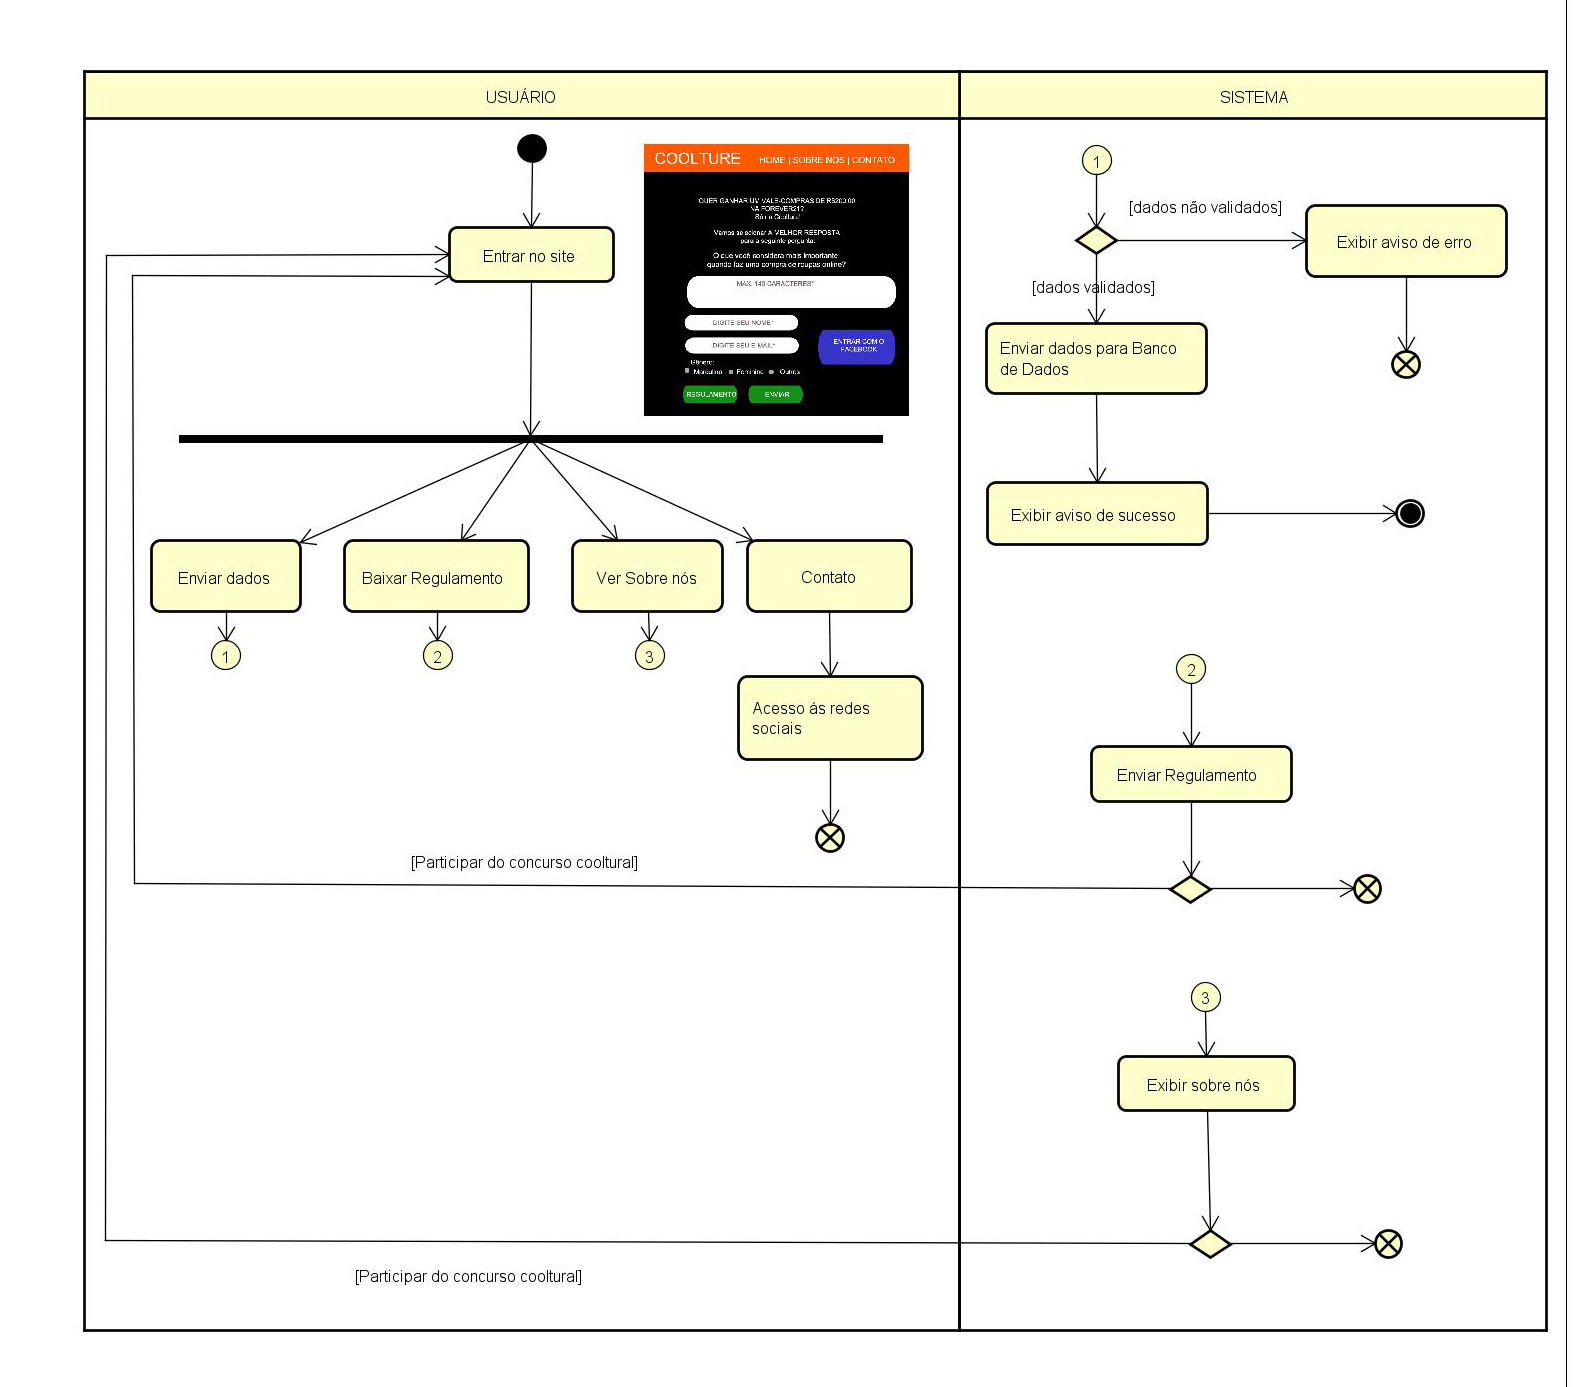 USUÁRIO
SISTEMA
COOLTURE
HOME | SOBRE NOS | CONTATO
QUER GANHAR UM VALE-COMPRAS DE R$200,00
NA FOREVER21?
Só na Coolture!
Vamos selecionar A MELHOR RESPOSTA
para a seguinte pergunta:
O que você considera mais importante
quando faz uma compra de roupas online?
MAX. 140 CARACTERES*
DIGITE SEU NOME*
DIGITE SEU E-MAIL*
ENTRAR COM O
FACEBOOK
Gênero:
Masculino Feminino Outros
REGULAMENTO
ENVIAR
Entrar no site
Enviar dados
Baixar Regulamento
Ver Sobre nós
Contato
1
2
3
Acesso ás redes
sociais
[Participar do concurso cooltural]
[Participar do concurso cooltural]
1
[dados não validados]
Exibir aviso de erro
[dados validados]
Enviar dados para Banco
de Dados
Exibir aviso de sucesso
2
Enviar Regulamento
3
Exibir sobre nós